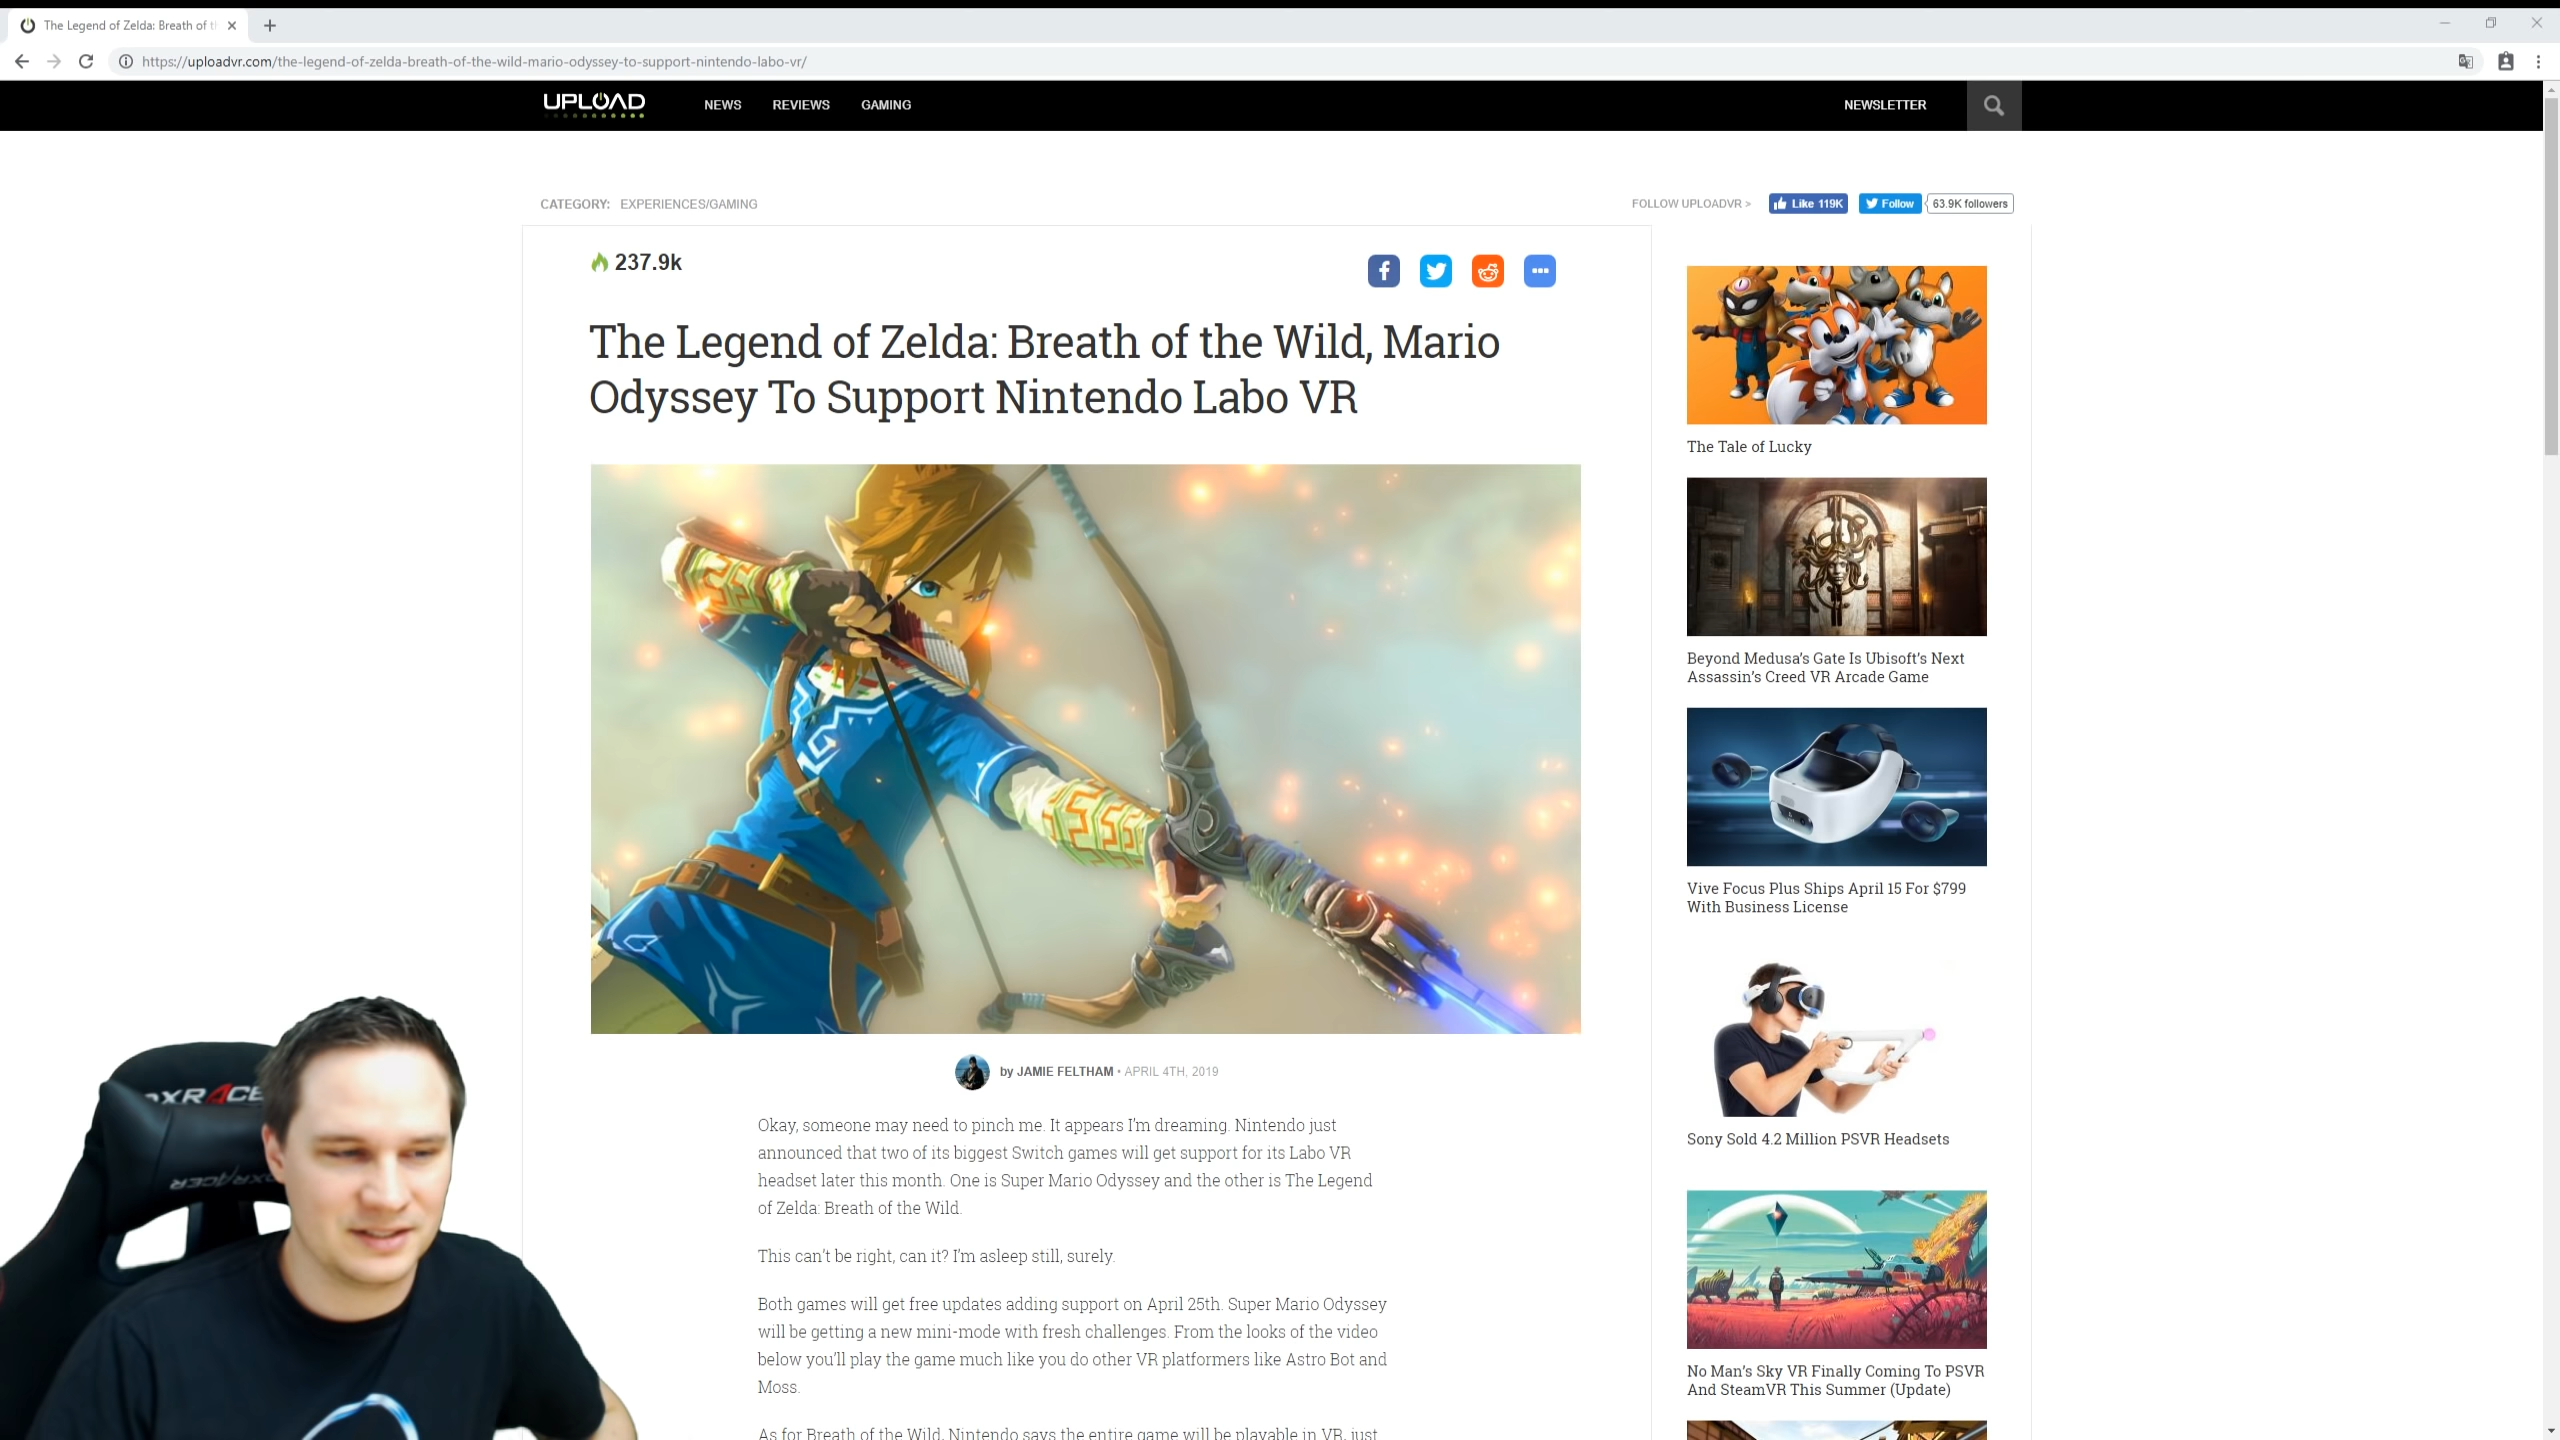 The Legend of Zelda: Breath of t
https://uploadvr.com/the-legend-of-zelda-breath-of-the-wild-mario-odyssey-to-support-nintendo-labo-vr/
UPLOAD
NEWS
REVIEWS
GAMING
NEWSLETTER
CATEGORY: EXPERIENCES/GAMING
FOLLOW UPLOADVR >
Like 119K
Follow
63.9K followers
237.9k
The Legend of Zelda: Breath of the Wild, Mario
Odyssey To Support Nintendo Labo VR
by JAMIE FELTHAM • APRIL 4TH, 2019
Okay, someone may need to pinch me. It appears I'm dreaming. Nintendo just
announced that two of its biggest Switch games will get support for its Labo VR
headset later this month. One is Super Mario Odyssey and the other is The Legend
of Zelda: Breath of the Wild.
This can't be right, can it? I'm asleep still, surely.
Both games will get free updates adding support on April 25th. Super Mario Odyssey
will be getting a new mini-mode with fresh challenges. From the looks of the video
below you'll play the game much like you do other VR platformers like Astro Bot and
Moss.
As for Breath of the Wild, Nintendo says the entire game will be playable in VR, just
The Tale of Lucky
Beyond Medusa's Gate Is Ubisoft's Next
Assassin's Creed VR Arcade Game
Vive Focus Plus Ships April 15 For $799
With Business License
Sony Sold 4.2 Million PSVR Headsets
No Man's Sky VR Finally Coming To PSVR
And SteamVR This Summer (Update)
DXRACE
DXRACER